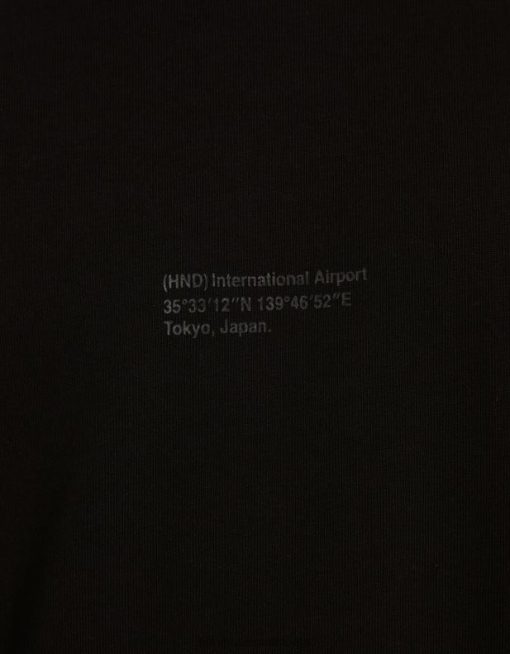 (HND) International Airport
35°33'12"N 139°46'52"E
Tokyo, Japan.